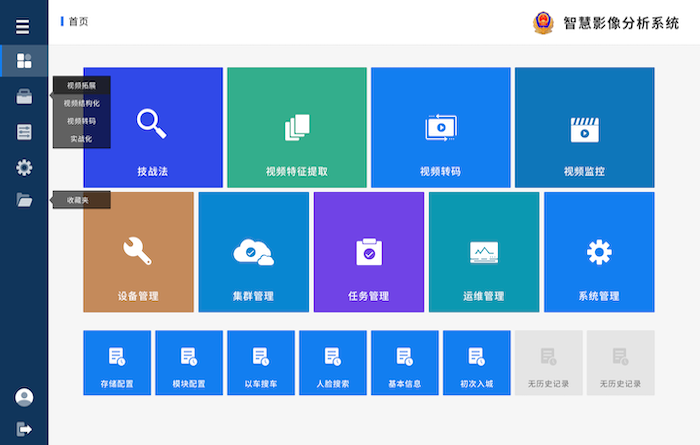 首页
智慧影像分析系统
视频拓展
视频结构化
视频转码
实战化
收藏夹
技战法
视频特征提取
视频转码
视频监控
设备管理
集群管理
任务管理
运维管理
系统管理
存储配置
模块配置
以车搜车
人脸搜索
基本信息
初次入城
无历史记录
无历史记录